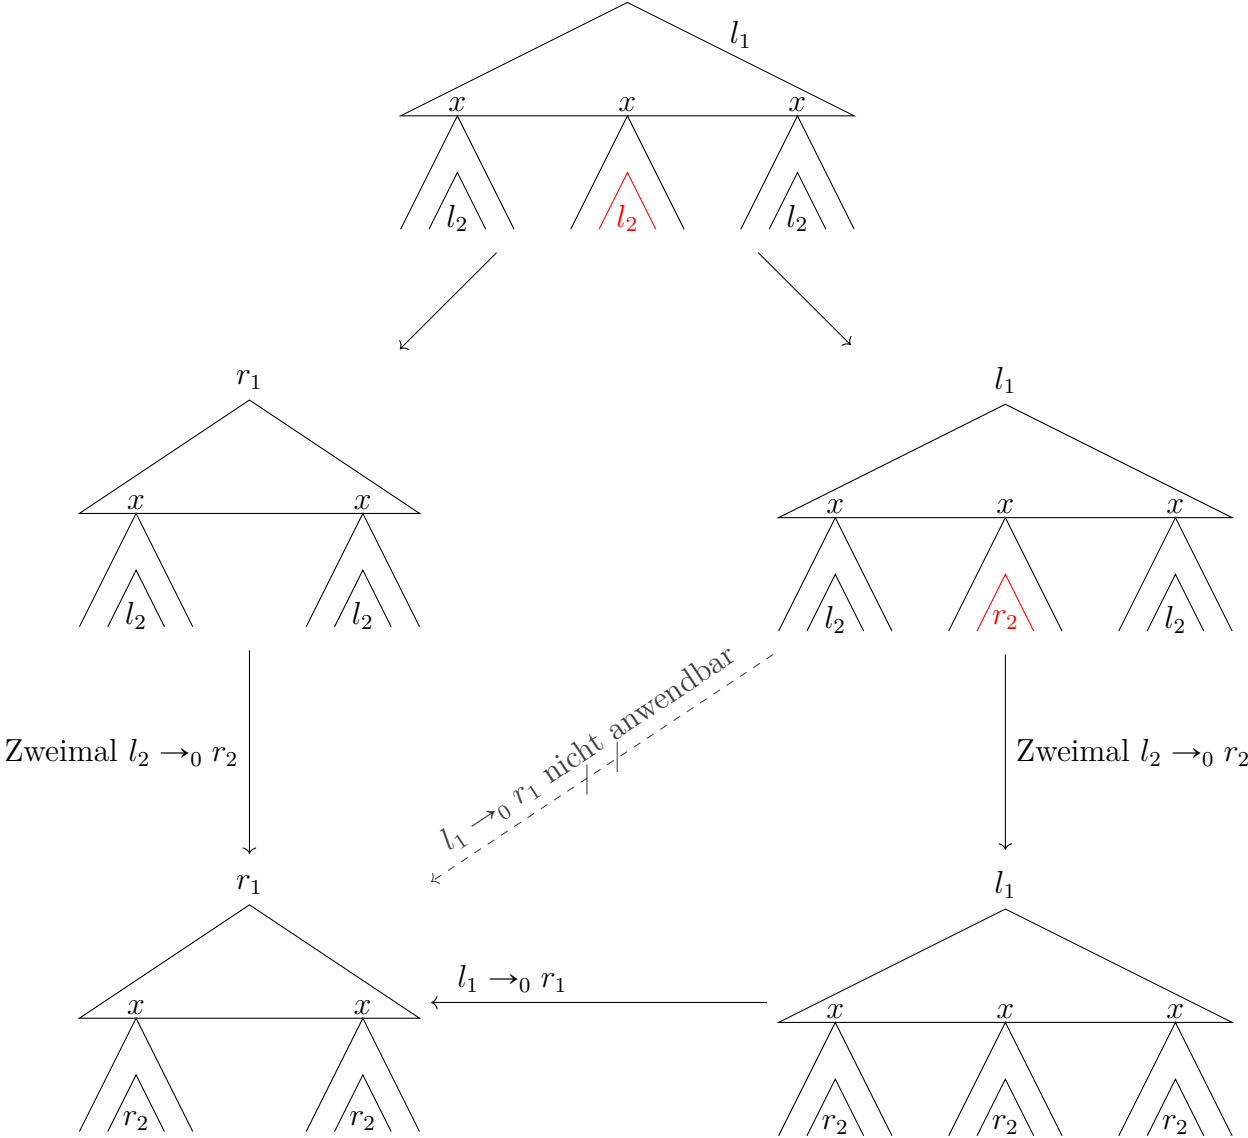 l₁
x x x
l₂ l₂ l₂
r₁
l₁
x x
x x x
l₂ l₂
l₂ r₂ l₂
l₁ →₀ r₁ nicht anwendbar
Zweimal l₂ →₀ r₂
Zweimal l₂ →₀ r₂
r₁
l₁
l₁ →₀ r₁
x x
x x x
r₂ r₂
r₂ r₂ r₂